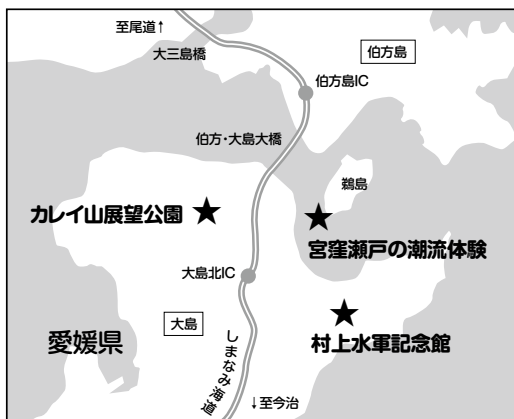 至尾道↑
大三島橋
伯方島
伯方島IC
伯方・大島大橋
鵜島
カレイ山展望公園
宮窪瀬戸の潮流体験
大島北IC
村上水軍記念館
大島
愛媛県
しまなみ海道
↓至今治